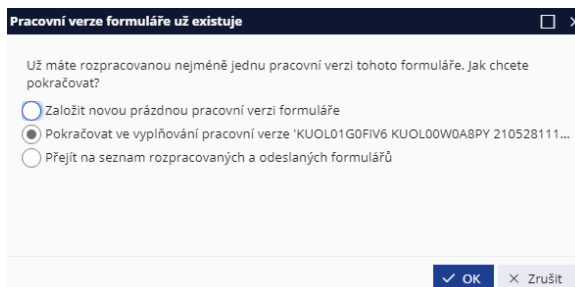 Pracovní verze formuláře už existuje
Už máte rozpracovanou nejméně jednu pracovní verzi tohoto formuláře. Jak chcete
pokračovat?
Založit novou prázdnou pracovní verzi formuláře
Pokračovat ve vyplňování pracovní verze 'KUOL01G0FIV6 KUOL00W0A8PY 210528111...
Přejít na seznam rozpracovaných a odeslaných formulářů
OK Zrušit